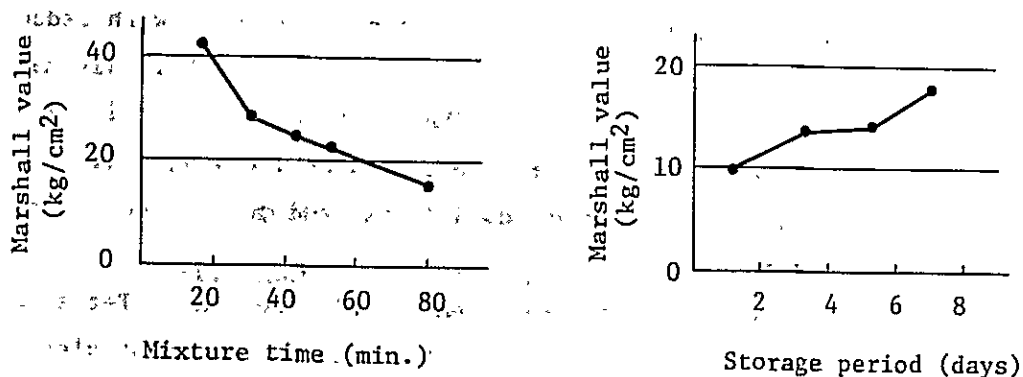 Marshall value
(kg/cm2)
40
20
0
20 40 60 80
Mixture time (min.)
Marshall value
(kg/cm2)
20
10
0
2 4 6 8
Storage period (days)